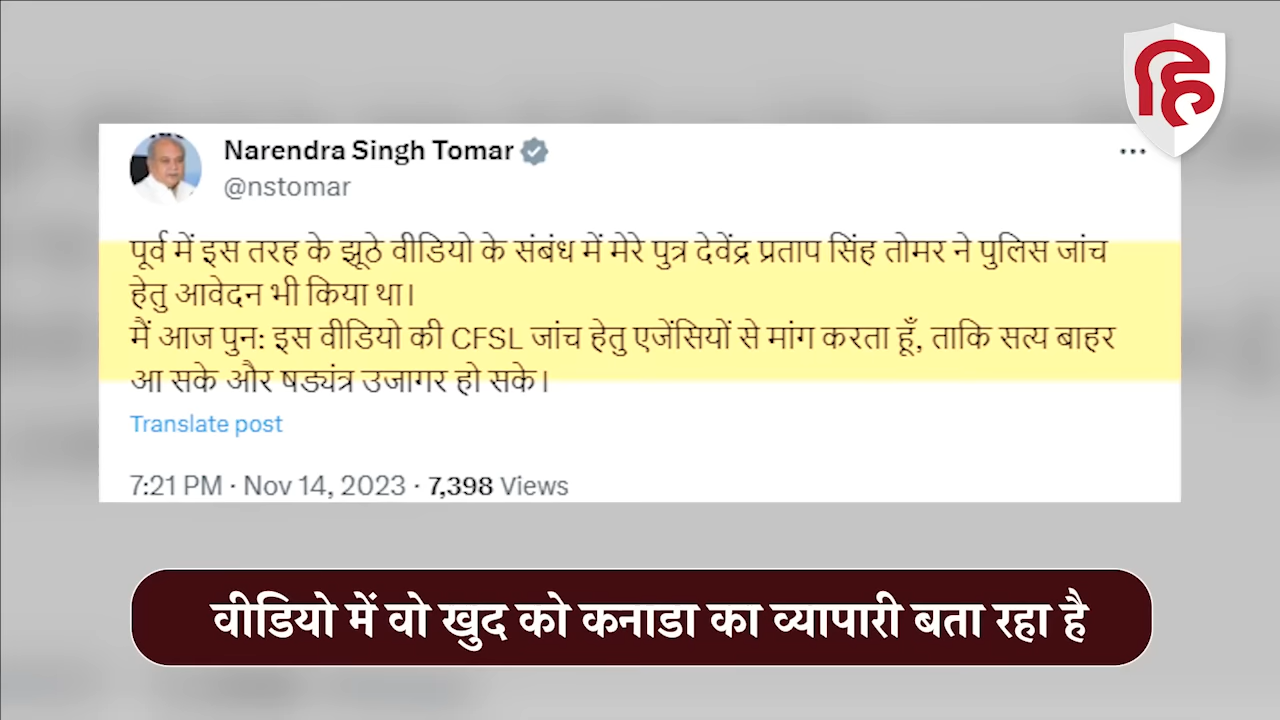 हि
Narendra Singh Tomar
@nstomar
पूर्व में इस तरह के झूठे वीडियो के संबंध में मेरे पुत्र देवेंद्र प्रताप सिंह तोमर ने पुलिस जांच
हेतु आवेदन भी किया था।
मैं आज पुन: इस वीडियो की CFSL जांच हेतु एजेंसियों से मांग करता हूँ, ताकि सत्य बाहर
आ सके और षड्यंत्र उजागर हो सके।
Translate post
7:21 PM · Nov 14, 2023 · 7,398 Views
वीडियो में वो खुद को कनाडा का व्यापारी बता रहा है